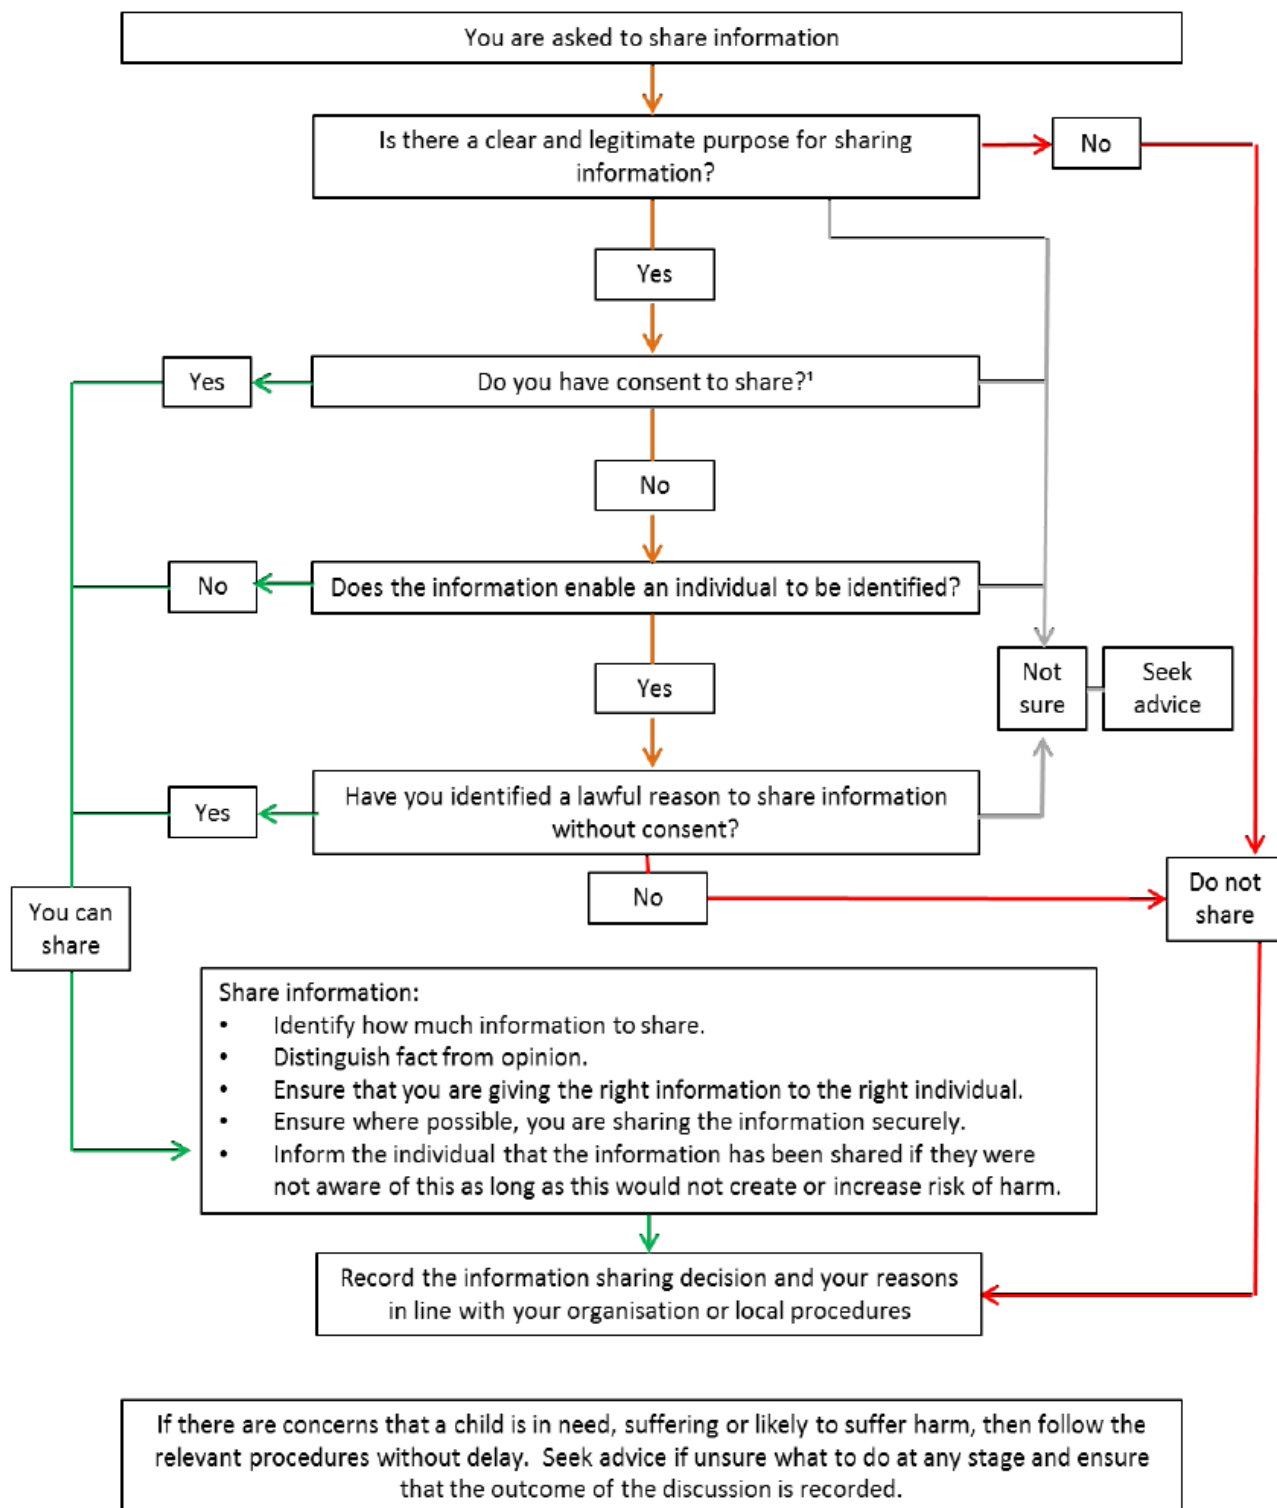 You are asked to share information
Is there a clear and legitimate purpose for sharing
information?
No
Yes
Yes
Do you have consent to share?¹
No
No
Does the information enable an individual to be identified?
Yes
Not
sure
Seek
advice
Yes
Have you identified a lawful reason to share information
without consent?
No
Do not
share
You can
share
Share information:
• Identify how much information to share.
• Distinguish fact from opinion.
• Ensure that you are giving the right information to the right individual.
• Ensure where possible, you are sharing the information securely.
• Inform the individual that the information has been shared if they were
not aware of this as long as this would not create or increase risk of harm.
Record the information sharing decision and your reasons
in line with your organisation or local procedures
If there are concerns that a child is in need, suffering or likely to suffer harm, then follow the
relevant procedures without delay.  Seek advice if unsure what to do at any stage and ensure
that the outcome of the discussion is recorded.